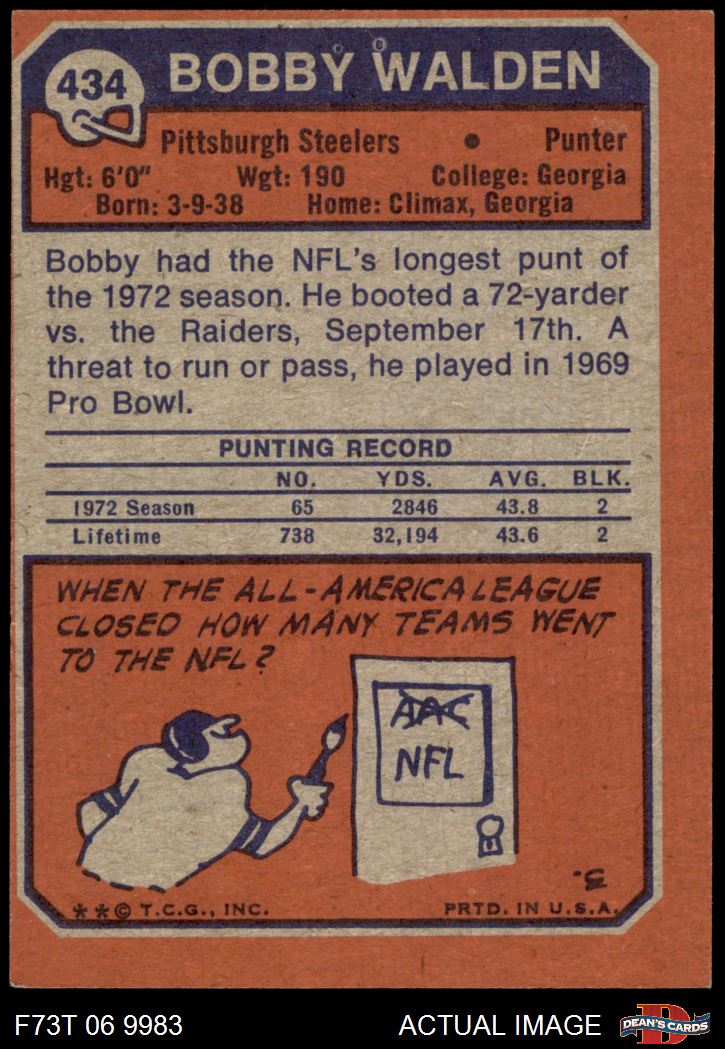 434
BOBBY WALDEN
Pittsburgh Steelers • Punter
Hgt: 6'0" Wgt: 190 College: Georgia
Born: 3-9-38 Home: Climax, Georgia
Bobby had the NFL's longest punt of
the 1972 season. He booted a 72-yarder
vs. the Raiders, September 17th. A
threat to run or pass, he played in 1969
Pro Bowl.
PUNTING RECORD
NO. YDS. AVG. BLK.
1972 Season 65 2846 43.8 2
Lifetime 738 32,194 43.6 2
WHEN THE ALL-AMERICA LEAGUE
CLOSED HOW MANY TEAMS WENT
TO THE NFL?
AAC
NFL
3.
** © T.C.G., INC. PRTD. IN U.S.A.
F73T 06 9983 ACTUAL IMAGE
D
DEAN'S CARDS